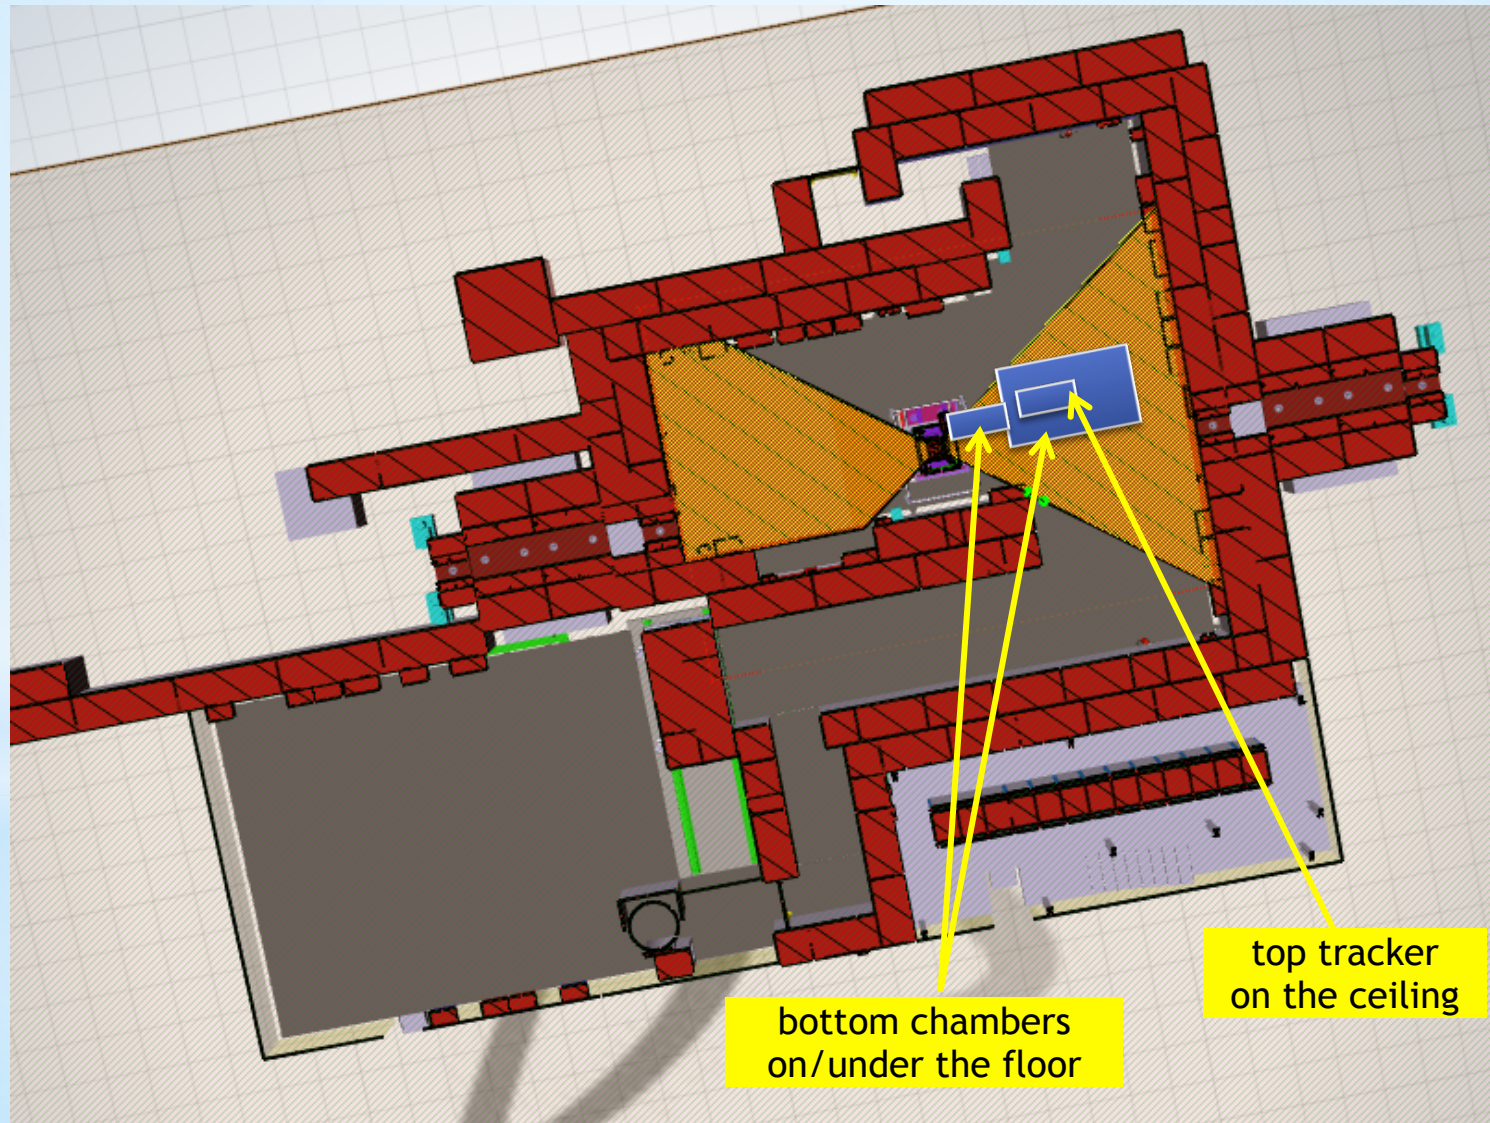 top tracker
on the ceiling
bottom chambers
on/under the floor